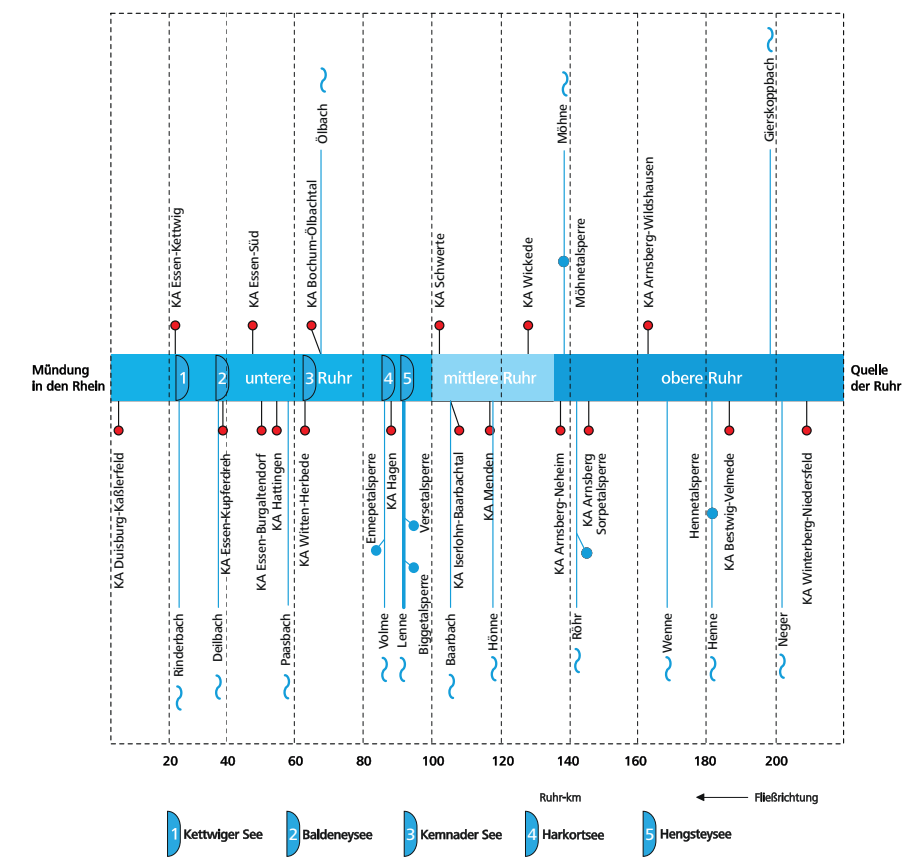 Ölbach
Möhne
Gierskoppbach
KA Essen-Kettwig
KA Essen-Süd
KA Bochum-Ölbachtal
KA Schwerte
KA Wickede
Möhnetalsperre
KA Arnsberg-Wildshausen
Mündung
in den Rhein
1
2
untere
3
Ruhr
4
5
mittlere Ruhr
obere Ruhr
Quelle
der Ruhr
KA Duisburg-Kaßlerfeld
Rinderbach
Deilbach
KA Essen-Kupferdreh
KA Essen-Burgaltendorf
KA Hattingen
Paasbach
KA Witten-Herbede
Ennepetalsperre
Volme
KA Hagen
Lenne
Versetalsperre
Biggetalsperre
Baarbach
KA Iserlohn-Baarbachtal
KA Menden
Hönne
KA Arnsberg-Neheim
Röhr
KA Arnsberg
Sorpetalsperre
Wenne
Hennetalsperre
Henne
KA Bestwig-Velmede
Neger
KA Winterberg-Niedersfeld
20 40 60 80 100 120 140 160 180 200
Ruhr-km
Fließrichtung
1 Kettwiger See
2 Baldeneysee
3 Kemnader See
4 Harkortsee
5 Hengsteysee